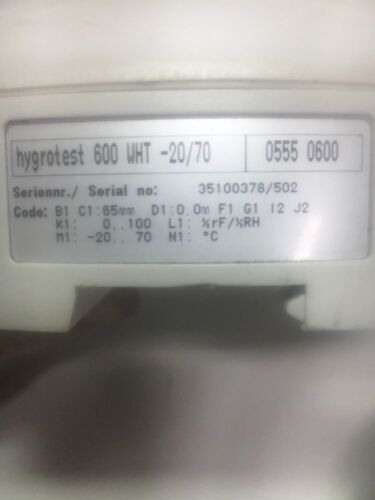 hygrotest 600 WHT -20/70 0555 0600
Seriennr./ Serial no: 35100378/502
Code: B1 C1:65mm D1:0.0m F1 G1 I2 J2
K1: 0..100 L1: %rF/%RH
M1: -20.. 70 N1: °C